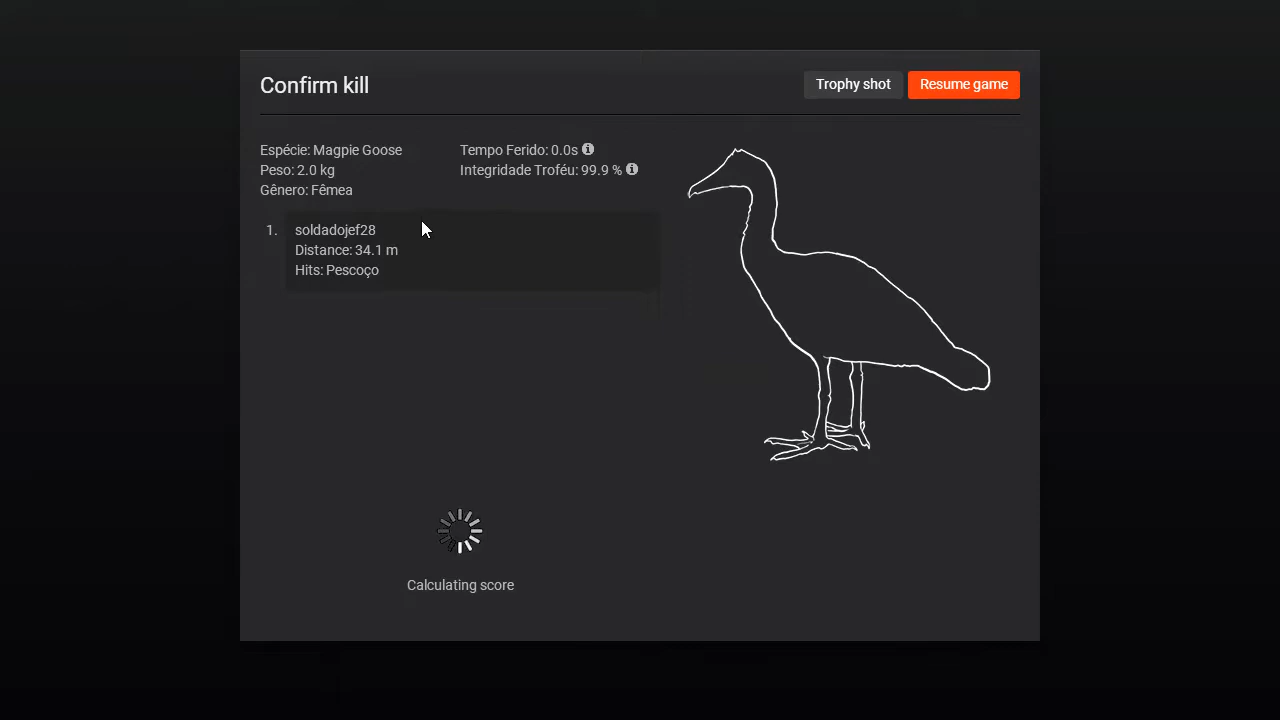 Confirm kill
Trophy shot
Resume game
Espécie: Magpie Goose
Peso: 2.0 kg
Gênero: Fêmea
Tempo Ferido: 0.0s
Integridade Troféu: 99.9 %
1. soldadojef28
Distance: 34.1 m
Hits: Pescoço
Calculating score